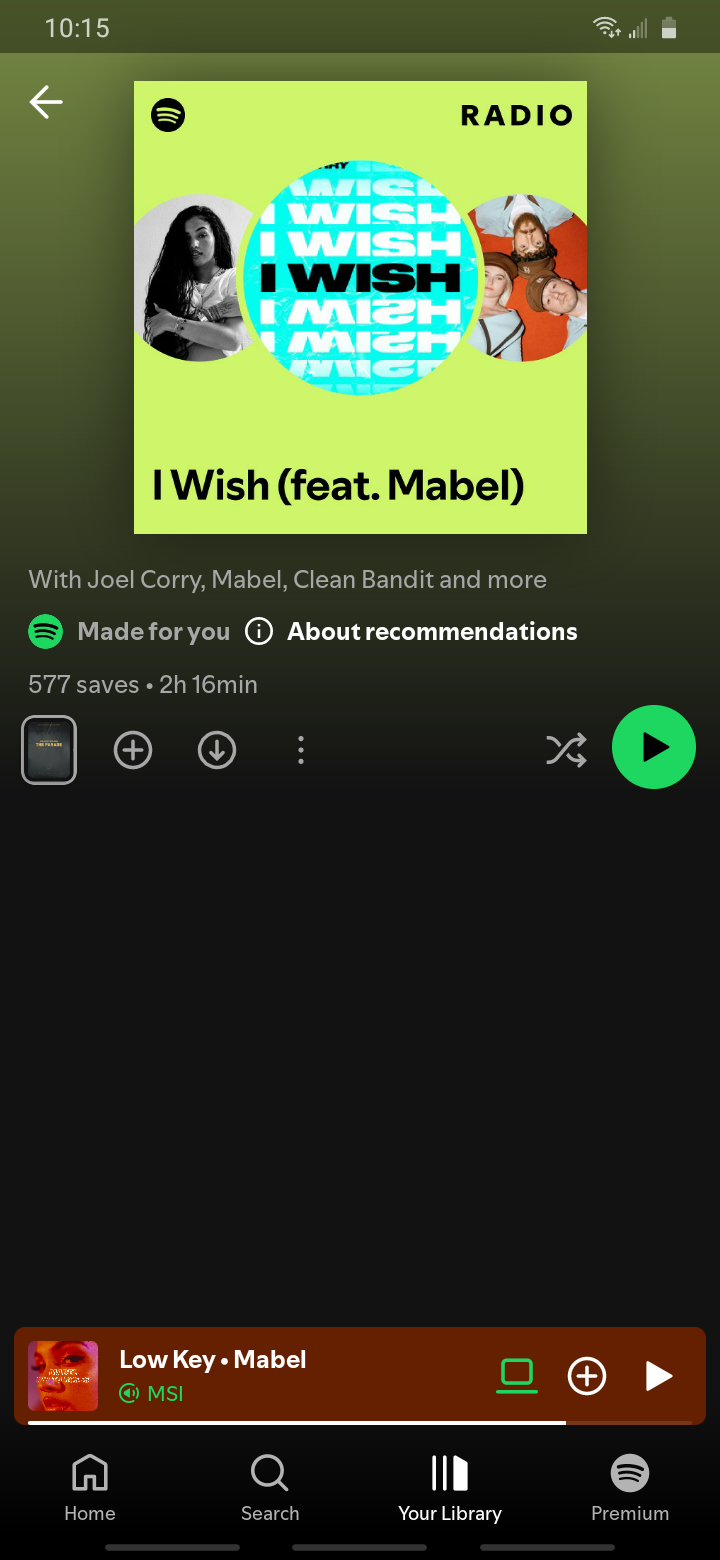 10:15
RADIO
I WISH
I WISH
I WISH
I WISH
I WISH
I WISH
I WISH
I Wish (feat. Mabel)
With Joel Corry, Mabel, Clean Bandit and more
Made for you About recommendations
577 saves • 2h 16min
THE PARADE
Low Key • Mabel
MSI
Home Search Your Library Premium